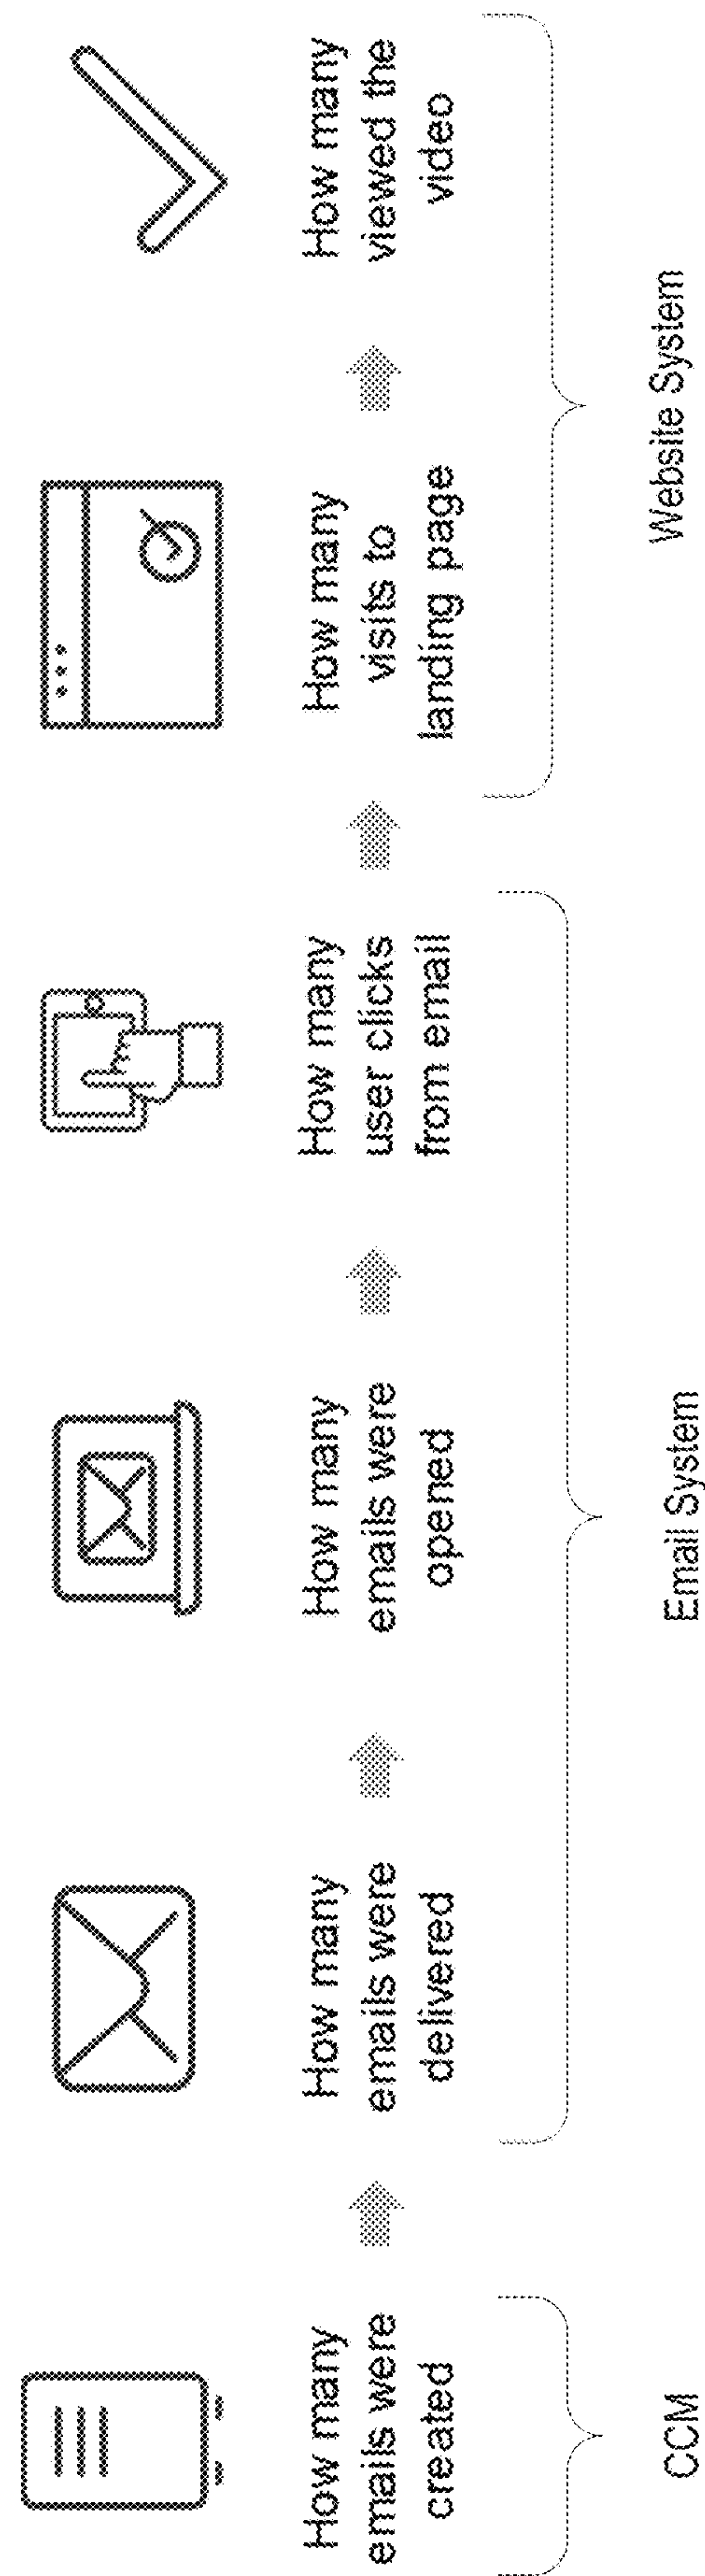 How many
emails were
created
How many
emails were
delivered
How many
emails were
opened
How many
user clicks
from email
How many
visits to
landing page
How many
viewed the
video
CCM
Email System
Website System